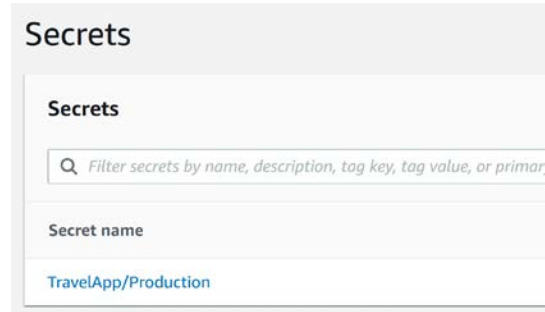 Secrets
Secrets
Filter secrets by name, description, tag key, tag value, or primar
Secret name
TravelApp/Production